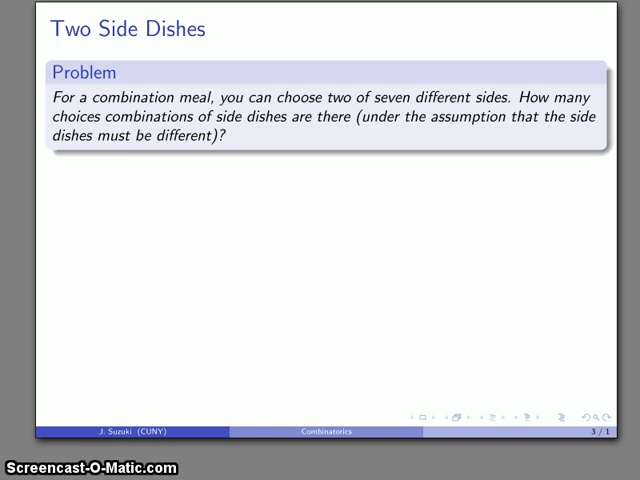 Two Side Dishes
Problem
For a combination meal, you can choose two of seven different sides. How many
choices combinations of side dishes are there (under the assumption that the side
dishes must be different)?
J. Suzuki (CUNY)
Combinatorics
3 / 1
Screencast-O-Matic.com